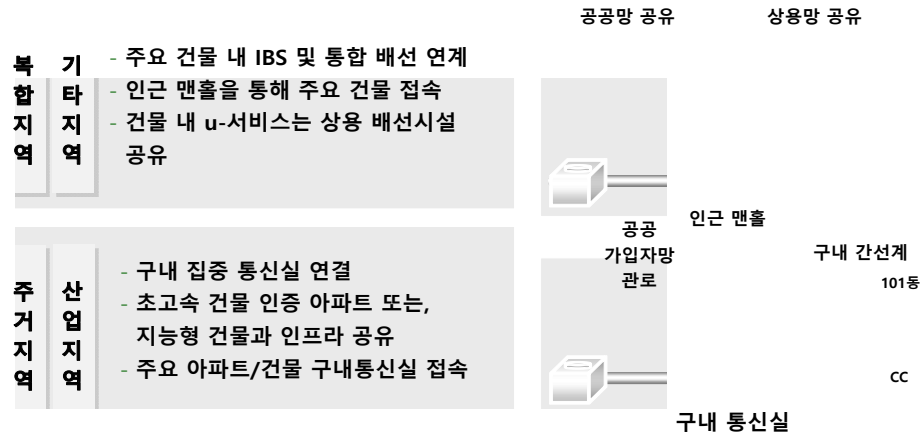 공공망 공유
상용망 공유
복합지역
기타지역
- 주요 건물 내 IBS 및 통합 배선 연계
- 인근 맨홀을 통해 주요 건물 접속
- 건물 내 u-서비스는 상용 배선시설
공유
인근 맨홀
공공
가입자망
관로
구내 간선계
101동
주거지역
산업지역
- 구내 집중 통신실 연결
- 초고속 건물 인증 아파트 또는,
지능형 건물과 인프라 공유
- 주요 아파트/건물 구내통신실 접속
CC
구내 통신실